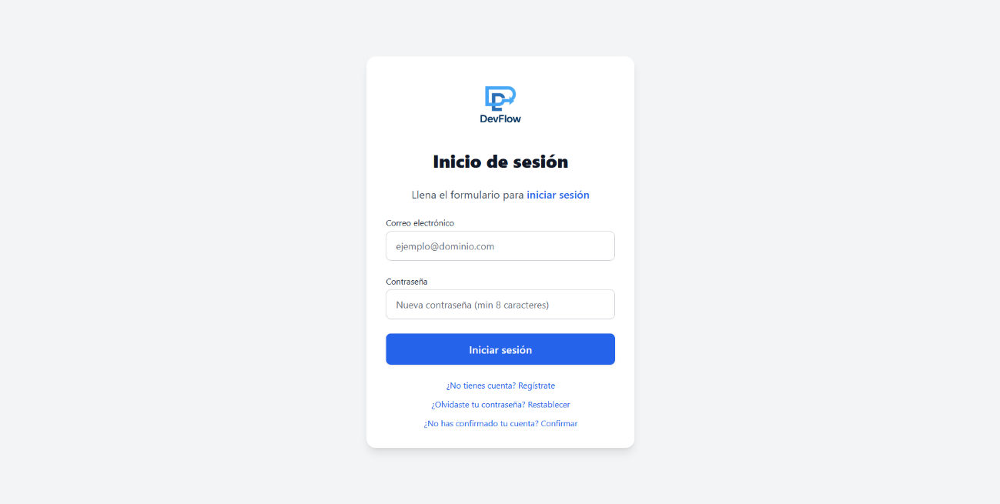 DevFlow
Inicio de sesión
Llena el formulario para iniciar sesión
Correo electrónico
ejemplo@dominio.com
Contraseña
Nueva contraseña (min 8 caracteres)
Iniciar sesión
¿No tienes cuenta? Regístrate
¿Olvidaste tu contraseña? Restablecer
¿No has confirmado tu cuenta? Confirmar